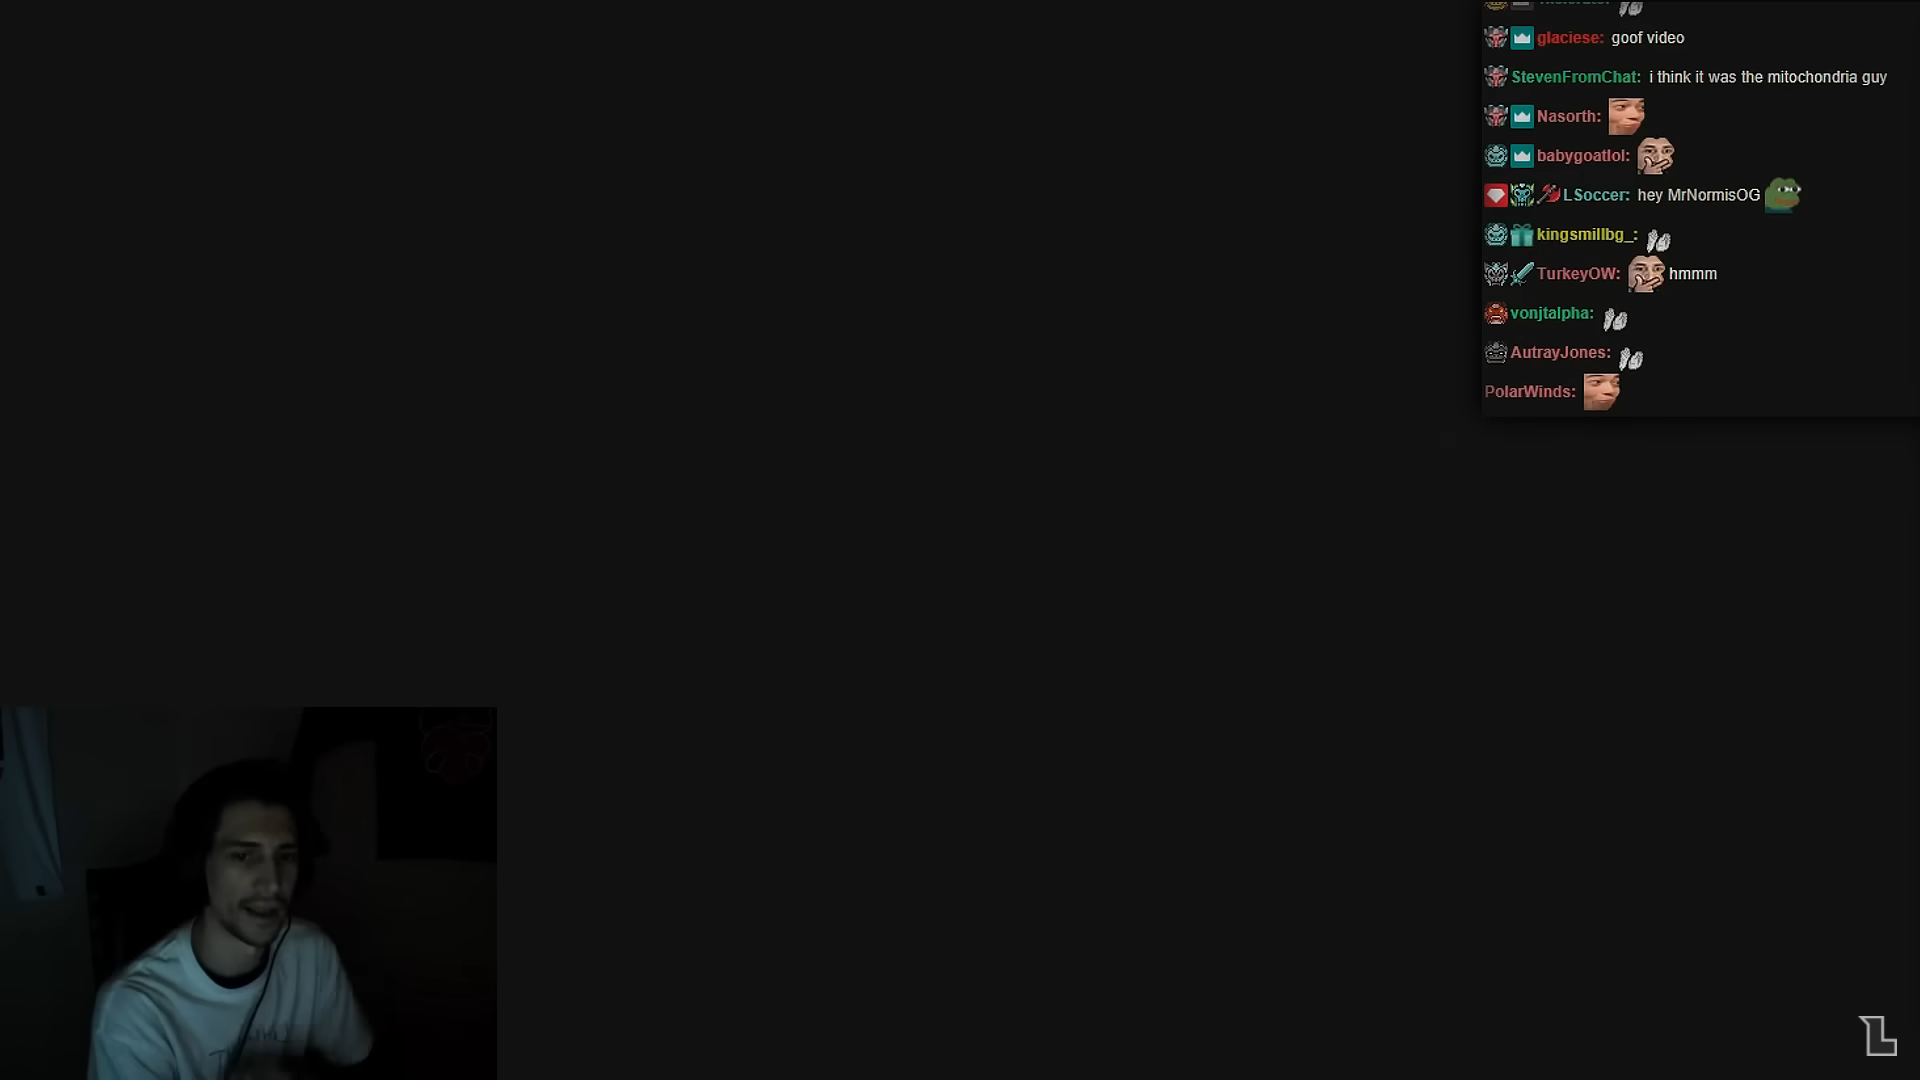 glaciese: goof video
StevenFromChat: i think it was the mitochondria guy
Nasorth:
babygoatlol:
LSoccer: hey MrNormisOG
kingsmillbg_:
TurkeyOW: hmmm
vonjtalpha:
AutrayJones:
PolarWinds: